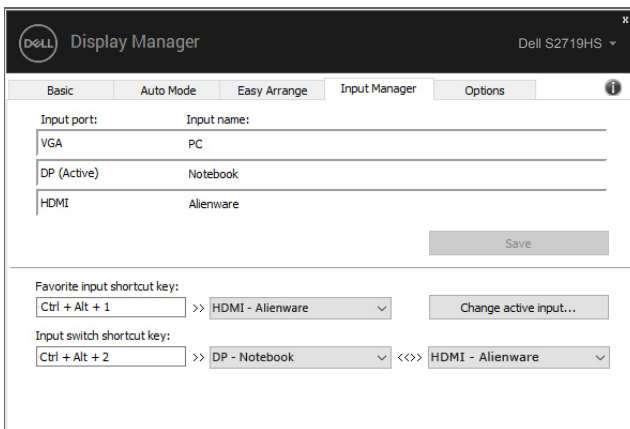 x
DELL Display Manager Dell S2719HS
Basic Auto Mode Easy Arrange Input Manager Options i
Input port: Input name:
VGA PC
DP (Active) Notebook
HDMI Alienware
Save
Favorite input shortcut key:
Ctrl + Alt + 1 >> HDMI - Alienware Change active input...
Input switch shortcut key:
Ctrl + Alt + 2 >> DP - Notebook <<>> HDMI - Alienware